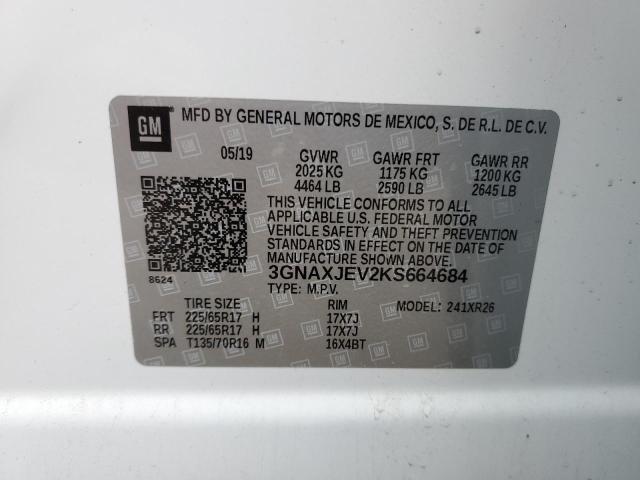 GM MFD BY GENERAL MOTORS DE MEXICO, S. DE R.L. DE C.V.
05/19 GVWR GAWR FRT GAWR RR
2025 KG 1175 KG 1200 KG
4464 LB 2590 LB 2645 LB
THIS VEHICLE CONFORMS TO ALL
APPLICABLE U.S. FEDERAL MOTOR
VEHICLE SAFETY AND THEFT PREVENTION
STANDARDS IN EFFECT ON THE DATE OF
MANUFACTURE SHOWN ABOVE.
8624 3GNAXJEV2KS664684
TYPE: M.P.V. MODEL: 241XR26
TIRE SIZE RIM
FRT 225/65R17 H 17X7J
RR 225/65R17 H 17X7J
SPA T135/70R16 M 16X4BT